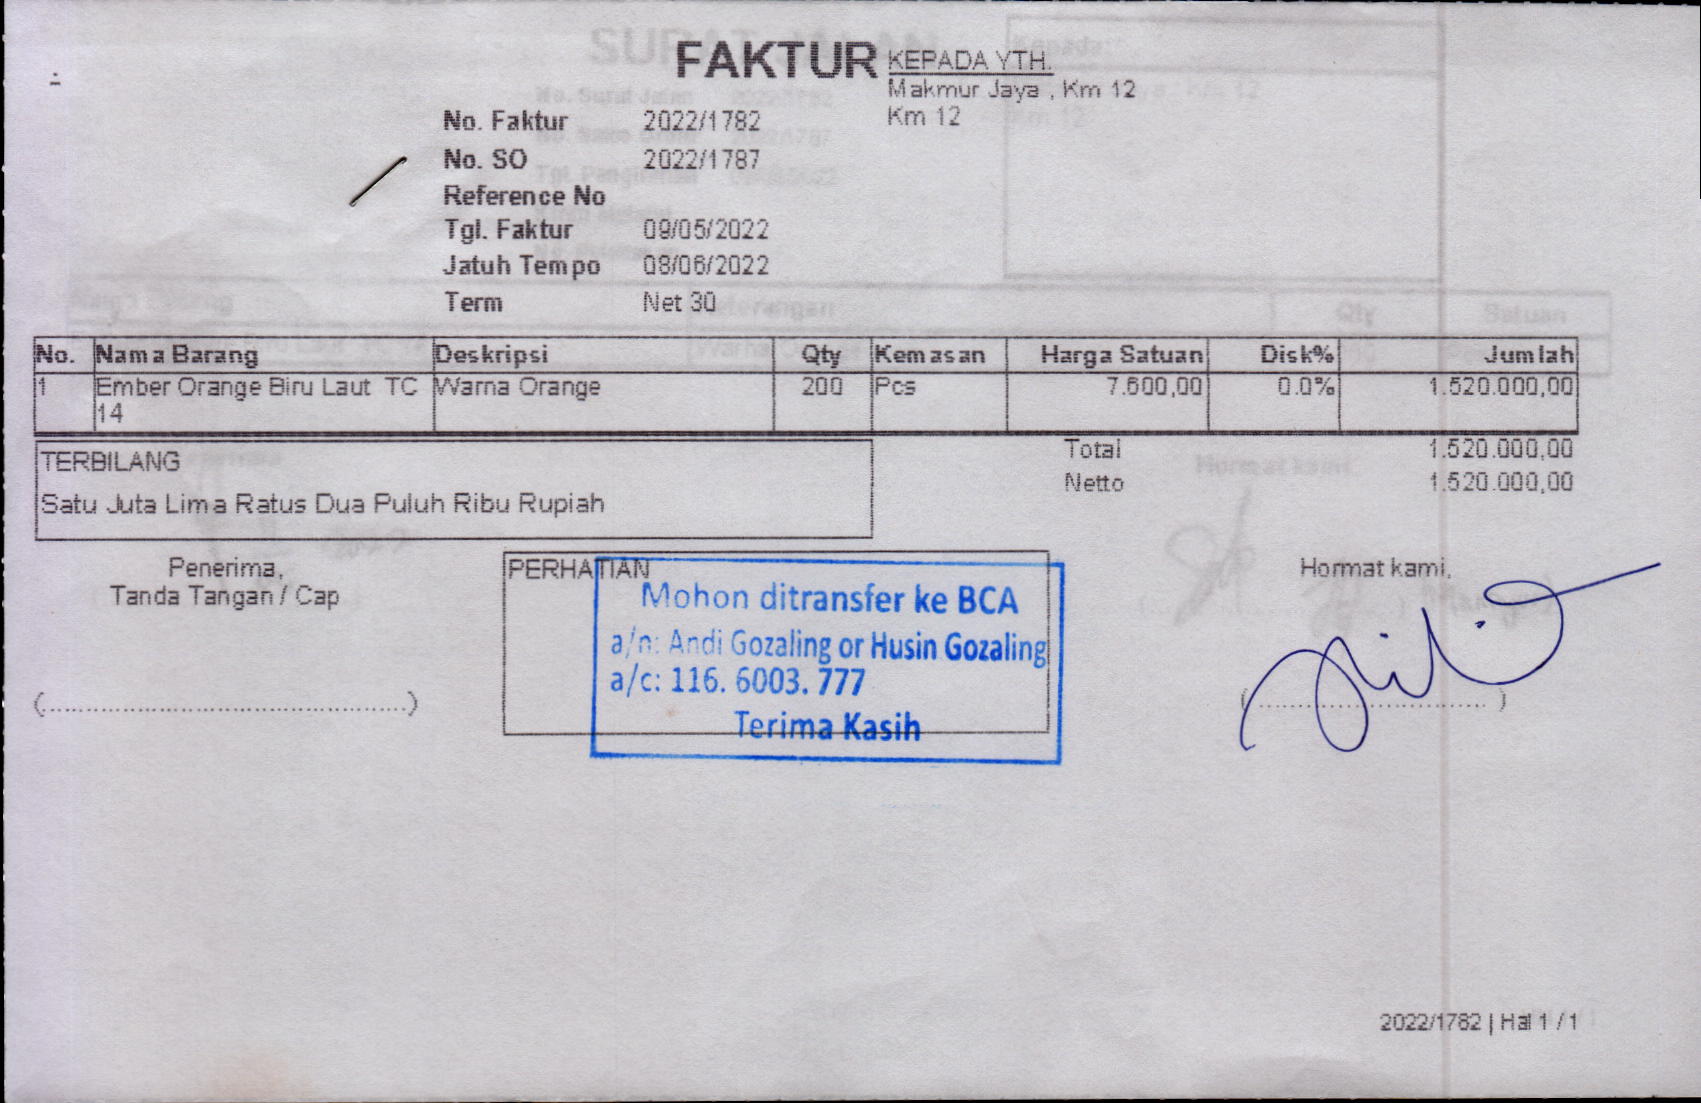 FAKTUR
KEPADA YTH.
Makmur Jaya , Km 12
Km 12
No. Faktur 2022/1782
No. SO 2022/1787
Reference No
Tgl. Faktur 09/05/2022
Jatuh Tempo 08/06/2022
Term Net 30
No. Nama Barang Deskripsi Qty Kemasan Harga Satuan Disk% Jumlah
1 Ember Orange Biru Laut TC Warna Orange 200 Pcs 7.600,00 0.0% 1.520.000,00
14
Total 1.520.000,00
Netto 1.520.000,00
TERBILANG
Satu Juta Lima Ratus Dua Puluh Ribu Rupiah
Penerima,
Tanda Tangan / Cap
(..............................................)
PERHATIAN
Mohon ditransfer ke BCA
a/n: Andi Gozaling or Husin Gozaling
a/c: 116. 6003. 777
Terima Kasih
Hormat kami,
(..............................)
2022/1782 | Hal 1 / 1